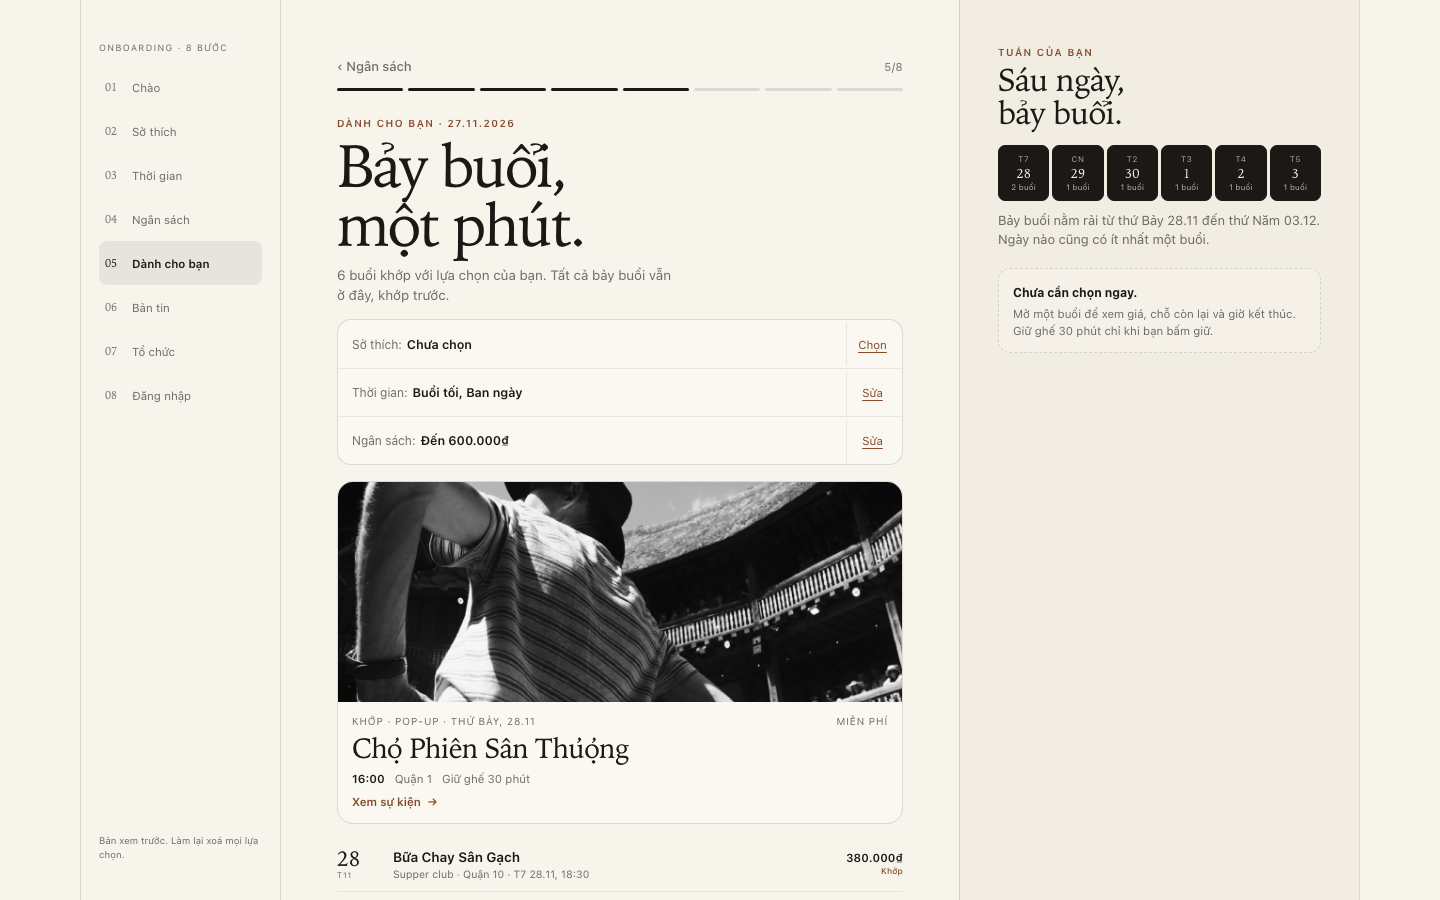 ONBOARDING · 8 BƯỚC
01 Chào
02 Sở thích
03 Thời gian
04 Ngân sách
05 Dành cho bạn
06 Bản tin
07 Tổ chức
08 Đăng nhập
Bản xem trước. Làm lại xoá mọi lựa
chọn.
‹ Ngân sách 5/8
DÀNH CHO BẠN · 27.11.2026
Bảy buổi,
một phút.
6 buổi khớp với lựa chọn của bạn. Tất cả bảy buổi vẫn
ở đây, khớp trước.
Sở thích: Chưa chọn Chọn
Thời gian: Buổi tối, Ban ngày Sửa
Ngân sách: Đến 600.000₫ Sửa
KHỚP · POP-UP · THỨ BẢY, 28.11 MIỄN PHÍ
Chợ Phiên Sân Thượng
16:00 Quận 1 Giữ ghế 30 phút
Xem sự kiện →
28 Bữa Chay Sân Gạch 380.000₫
T11 Supper club · Quận 10 · T7 28.11, 18:30 Khớp
TUẦN CỦA BẠN
Sáu ngày,
bảy buổi.
T7 CN T2 T3 T4 T5
28 29 30 1 2 3
2 buổi 1 buổi 1 buổi 1 buổi 1 buổi 1 buổi
Bảy buổi nằm rải từ thứ Bảy 28.11 đến thứ Năm 03.12.
Ngày nào cũng có ít nhất một buổi.
Chưa cần chọn ngay.
Mở một buổi để xem giá, chỗ còn lại và giờ kết thúc.
Giữ ghế 30 phút chỉ khi bạn bấm giữ.